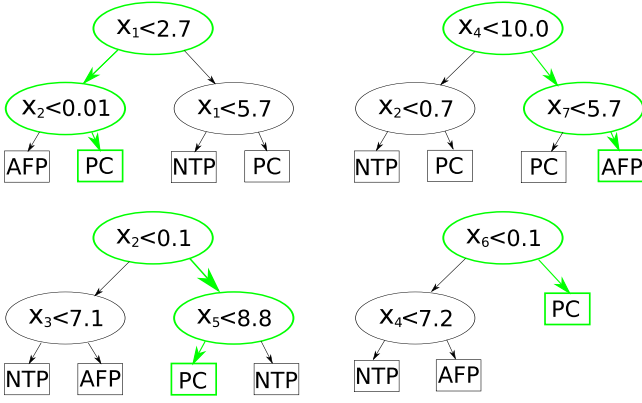 x₁<2.7
x₄<10.0
x₂<0.01
x₁<5.7
x₂<0.7
x₇<5.7
AFP
PC
NTP
PC
NTP
PC
PC
AFP
x₂<0.1
x₆<0.1
x₃<7.1
x₅<8.8
x₄<7.2
PC
NTP
AFP
PC
NTP
NTP
AFP